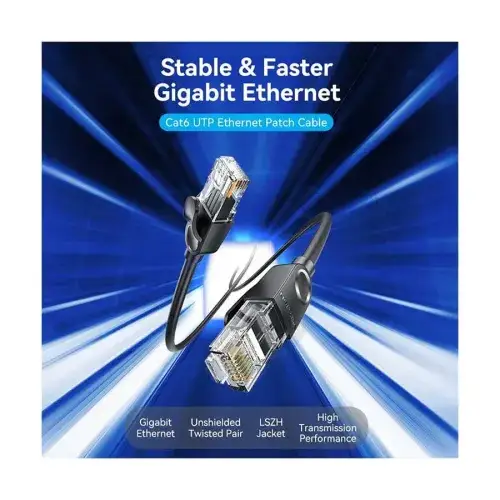 Stable & Faster
Gigabit Ethernet
Cat6 UTP Ethernet Patch Cable
Gigabit
Ethernet
Unshielded
Twisted Pair
LSZH
Jacket
High
Transmission
Performance